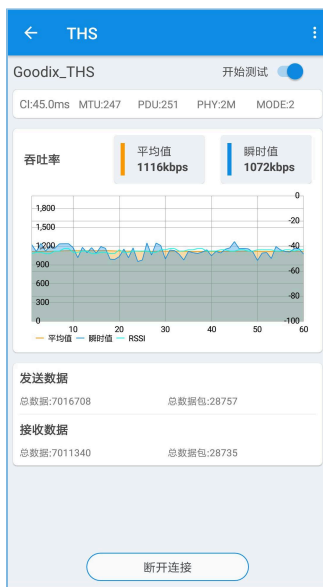 THS
Goodix_THS 开始测试
CI:45.0ms MTU:247 PDU:251 PHY:2M MODE:2
吞吐率
平均值
1116kbps
瞬时值
1072kbps
1,800
1,500
1,200
900
600
300
0
0
-20
-40
-60
-80
-100
10 20 30 40 50 60
平均值 瞬时值 RSSI
发送数据
总数据:7016708 总数据包:28757
接收数据
总数据:7011340 总数据包:28735
断开连接